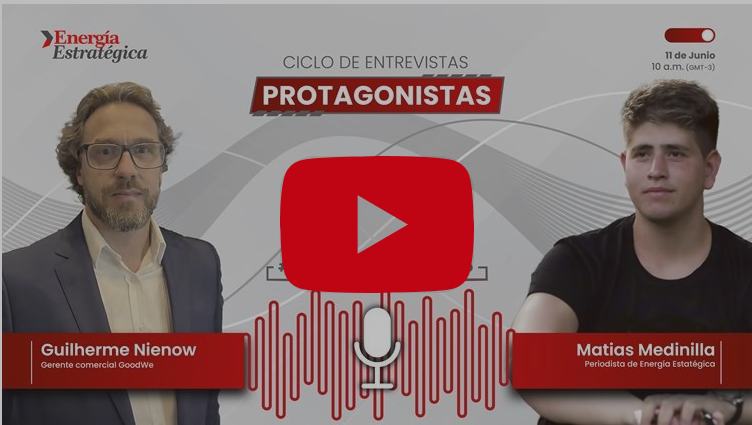 Energía
Estratégica
11 de Junio
10 a.m. (GMT-3)
CICLO DE ENTREVISTAS
PROTAGONISTAS
Guilherme Nienow
Gerente comercial GoodWe
Matias Medinilla
Periodista de Energía Estatégica